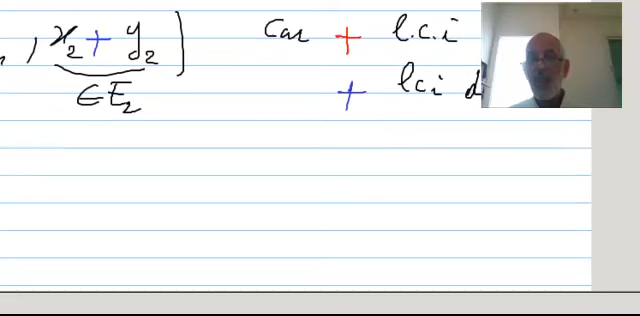 , x₂ + y₂ ] Car + l.c.i
∈ E₂ + lci d